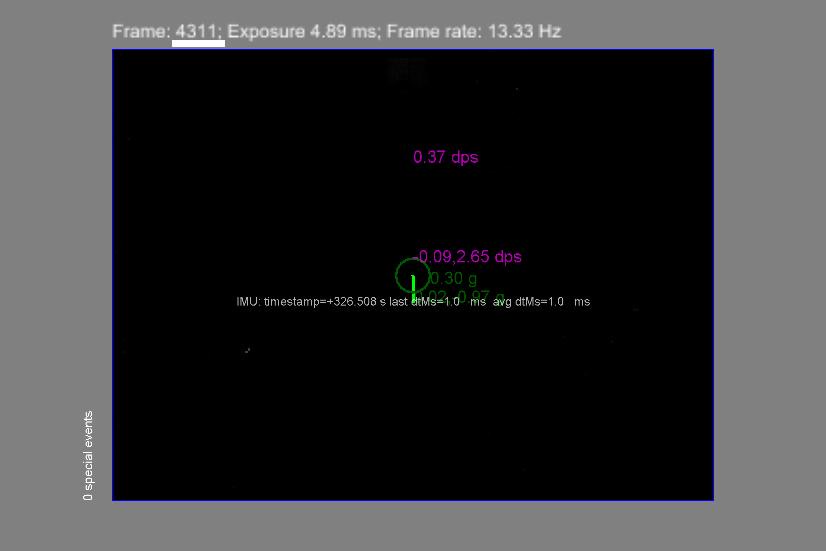 Frame: 4311; Exposure 4.89 ms; Frame rate: 13.33 Hz
0.37 dps
-0.09,2.65 dps
0.30 g
0.97 g
IMU: timestamp=+326.508 s last dtMs=1.0 ms avg dtMs=1.0 ms
0 special events